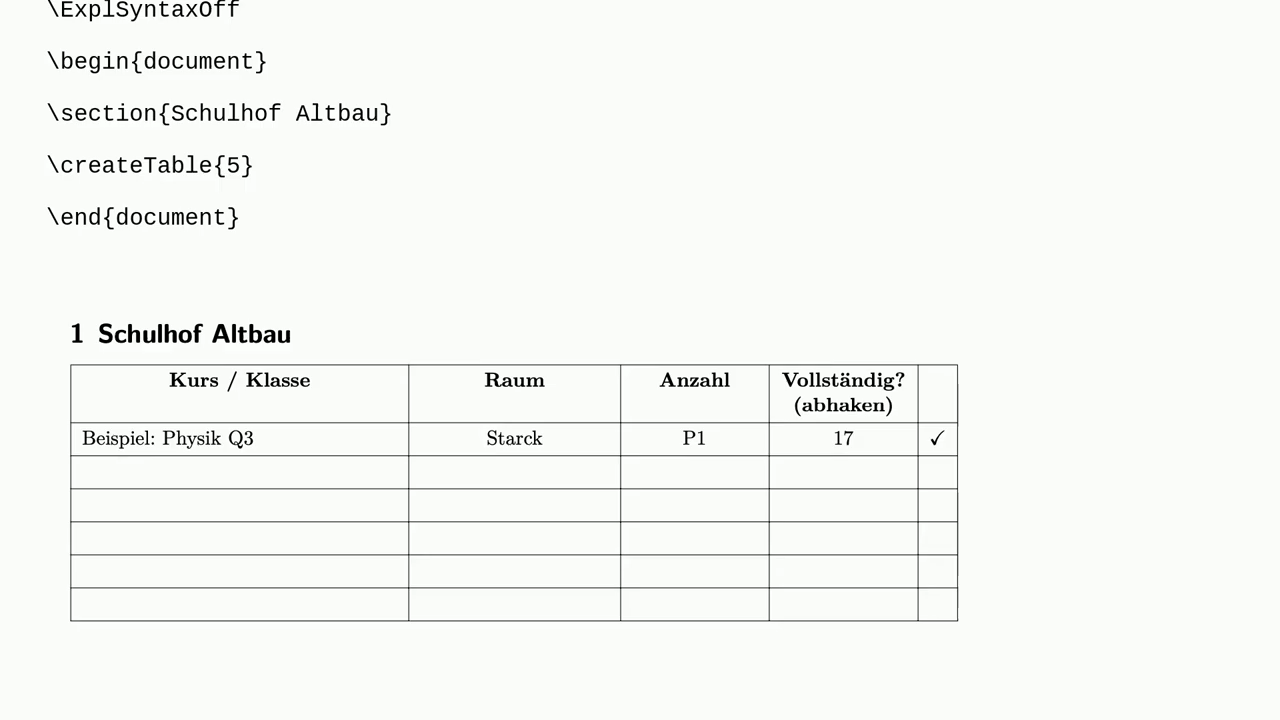 \ExplSyntaxOff
\begin{document}
\section{Schulhof Altbau}
\createTable{5}
\end{document}
1 Schulhof Altbau
Kurs / Klasse Raum Anzahl Vollständig?
(abhaken)
Beispiel: Physik Q3 Starck P1 17 ✓